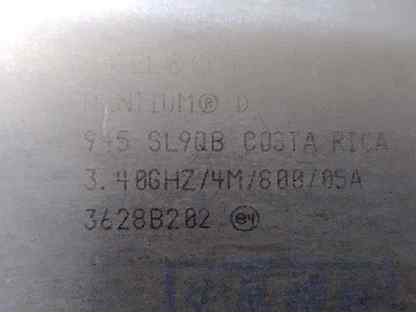 PENTIUM® D
945 SL9QB COSTA RICA
3.40GHZ/4M/800/05A
3628B202 e4